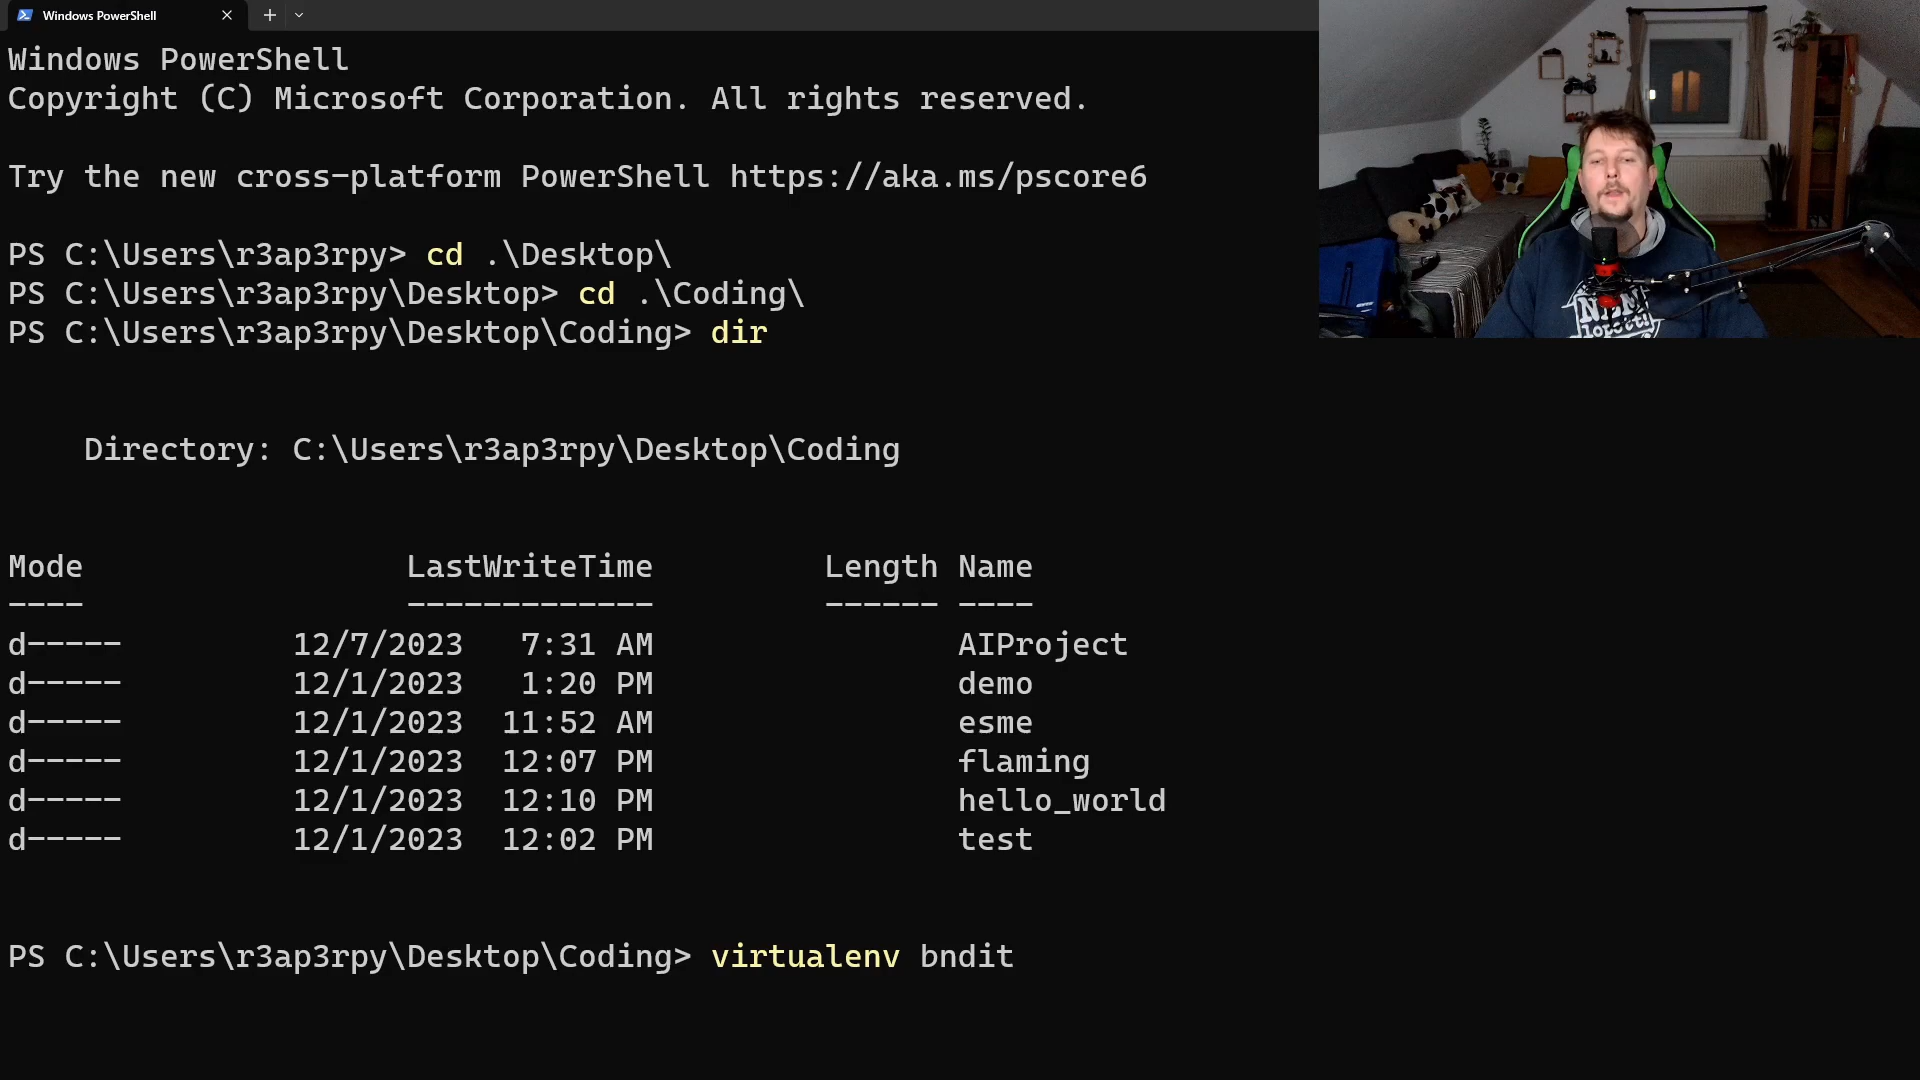 Windows PowerShell
Windows PowerShell
Copyright (C) Microsoft Corporation. All rights reserved.
Try the new cross-platform PowerShell https://aka.ms/pscore6
PS C:\Users\r3ap3rpy> cd .\Desktop\
PS C:\Users\r3ap3rpy\Desktop> cd .\Coding\
PS C:\Users\r3ap3rpy\Desktop\Coding> dir
Directory: C:\Users\r3ap3rpy\Desktop\Coding
Mode LastWriteTime Length Name
---- ------------- ------ ----
d----- 12/7/2023 7:31 AM AIProject
d----- 12/1/2023 1:20 PM demo
d----- 12/1/2023 11:52 AM esme
d----- 12/1/2023 12:07 PM flaming
d----- 12/1/2023 12:10 PM hello_world
d----- 12/1/2023 12:02 PM test
PS C:\Users\r3ap3rpy\Desktop\Coding> virtualenv bndit